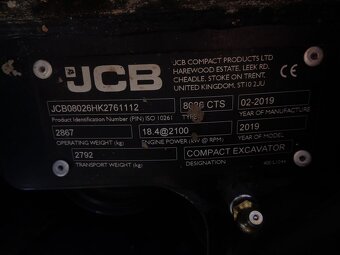 JCB
JCB COMPACT PRODUCTS LTD
HAREWOOD ESTATE, LEEK RD,
CHEADLE, STOKE ON TRENT,
UNITED KINGDOM, ST10 2JU
CE
JCB08026HK2761112 8026 CTS 02-2019
Product Identification Number (PIN) ISO 10261 TYPE YEAR OF MANUFACTURE
2867 18.4@2100 2019
OPERATING WEIGHT (kg) ENGINE POWER (kW @ RPM) YEAR OF MODEL
2792 COMPACT EXCAVATOR
TRANSPORT WEIGHT (kg) DESIGNATION